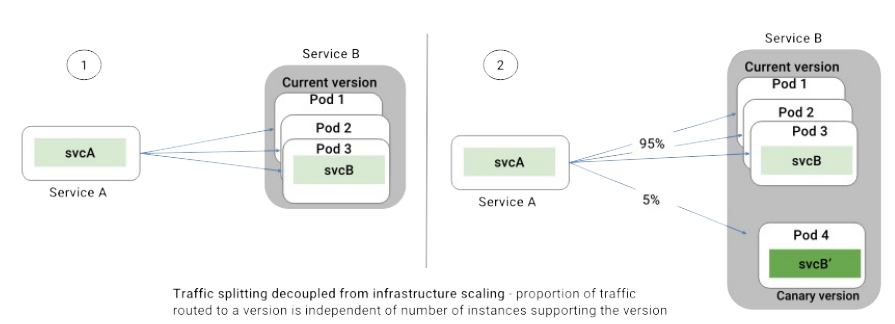 1
Service B
Current version
Pod 1
Pod 2
Pod 3
svcB
svcA
Service A
2
Service B
Current version
Pod 1
Pod 2
Pod 3
svcB
95%
svcA
Service A
5%
Pod 4
svcB’
Canary version
Traffic splitting decoupled from infrastructure scaling - proportion of traffic
routed to a version is independent of number of instances supporting the version